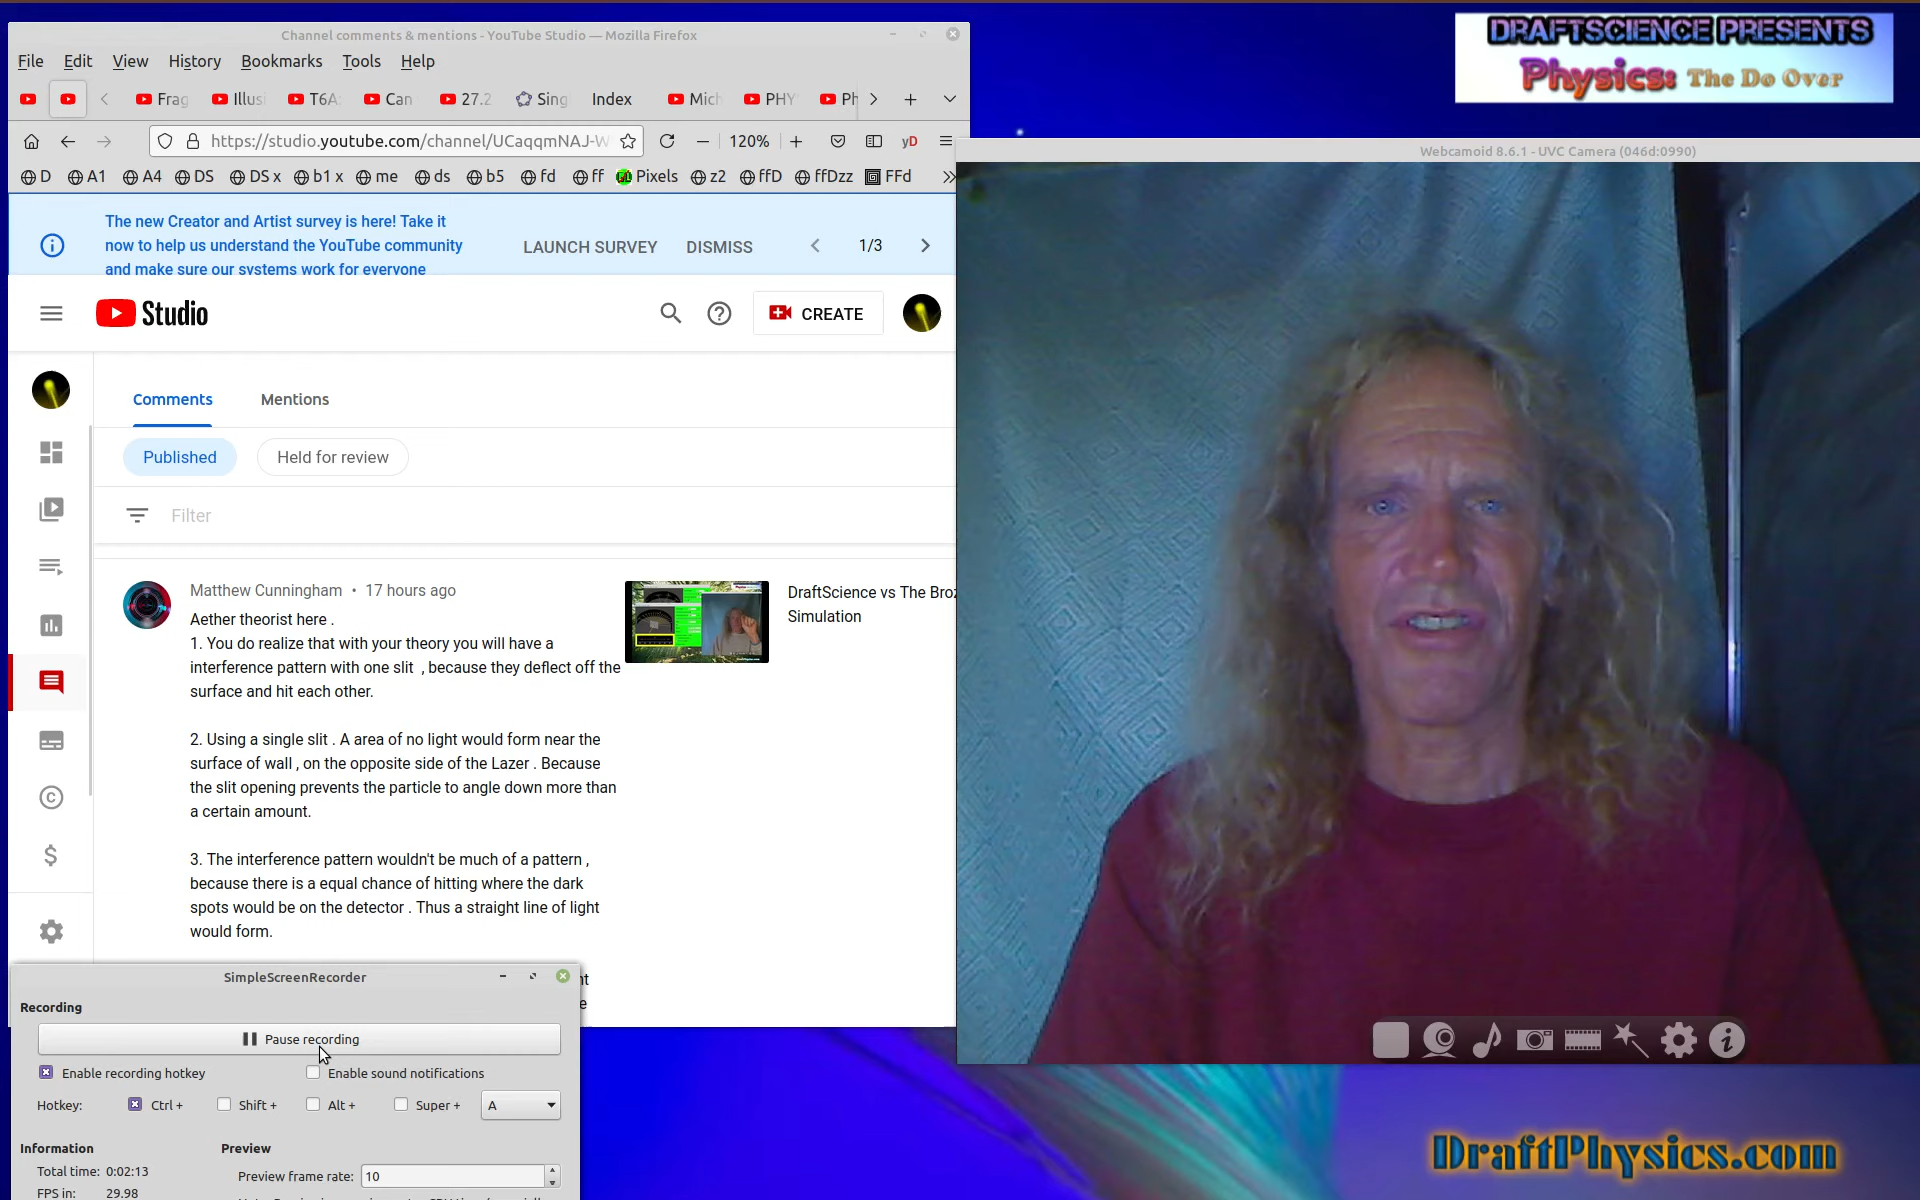 Channel comments & mentions - YouTube Studio — Mozilla Firefox
File Edit View History Bookmarks Tools Help
Frag Illus T6A: Can 27.2 Sing Index Mich PHY Ph
https://studio.youtube.com/channel/UCaqqmNAJ-W 120% yD
D A1 A4 DS DS x b1 x me ds b5 fd ff Pixels z2 ffD ffDzz FFd
The new Creator and Artist survey is here! Take it
now to help us understand the YouTube community
and make sure our systems work for everyone
LAUNCH SURVEY DISMISS 1/3
Studio
CREATE
Comments Mentions
Published Held for review
Filter
Matthew Cunningham • 17 hours ago
Aether theorist here .
1. You do realize that with your theory you will have a
interference pattern with one slit , because they deflect off the
surface and hit each other.
2. Using a single slit . A area of no light would form near the
surface of wall , on the opposite side of the Lazer . Because
the slit opening prevents the particle to angle down more than
a certain amount.
3. The interference pattern wouldn't be much of a pattern ,
because there is a equal chance of hitting where the dark
spots would be on the detector . Thus a straight line of light
would form.
DraftScience vs The Broz
Simulation
SimpleScreenRecorder
Recording
Pause recording
Enable recording hotkey Enable sound notifications
Hotkey: Ctrl + Shift + Alt + Super + A
Information Preview
Total time: 0:02:13
Preview frame rate: 10
FPS in: 29.98
DRAFTSCIENCE PRESENTS
Physics: The Do Over
Webcamoid 8.6.1 - UVC Camera (046d:0990)
DraftPhysics.com